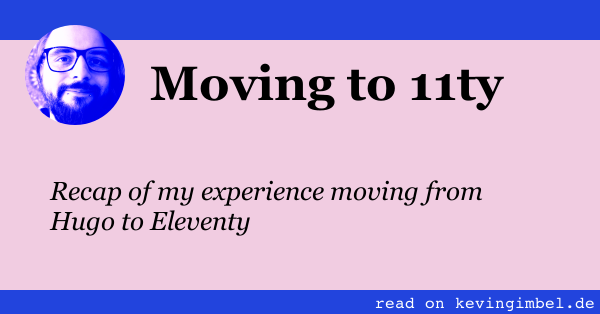 Moving to 11ty
Recap of my experience moving from
Hugo to Eleventy
read on kevingimbel.de